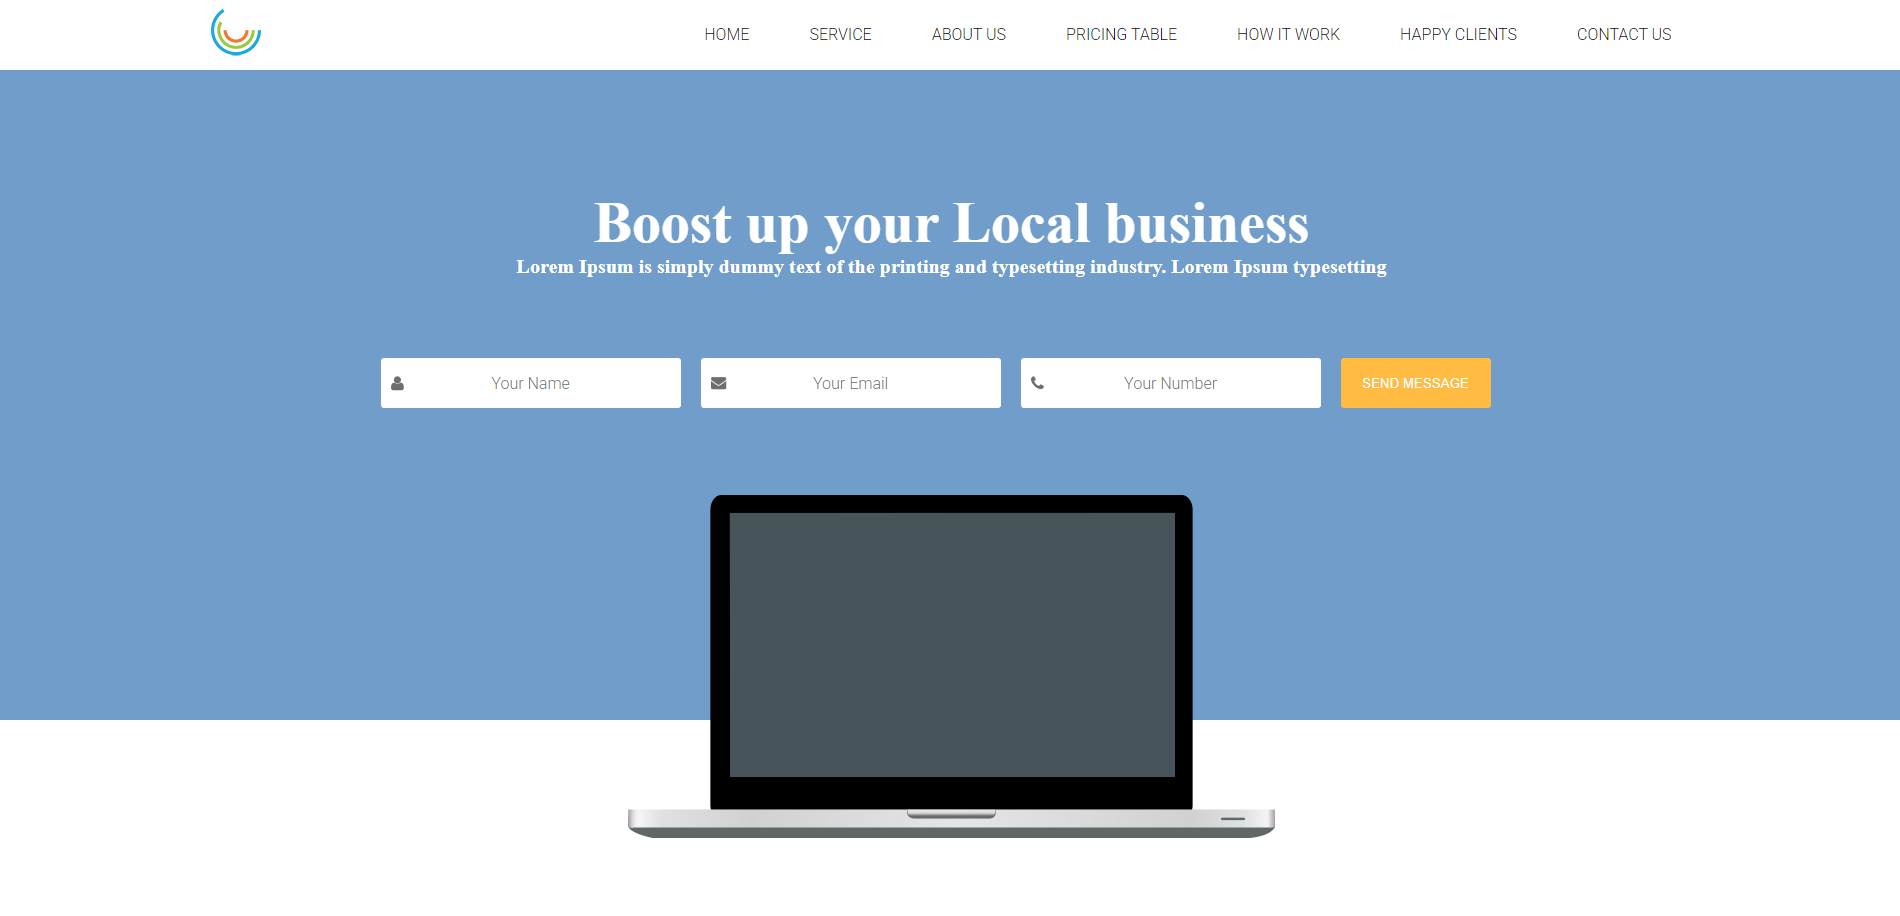 HOME SERVICE ABOUT US PRICING TABLE HOW IT WORK HAPPY CLIENTS CONTACT US
Boost up your Local business
Lorem Ipsum is simply dummy text of the printing and typesetting industry. Lorem Ipsum typesetting
Your Name Your Email Your Number SEND MESSAGE